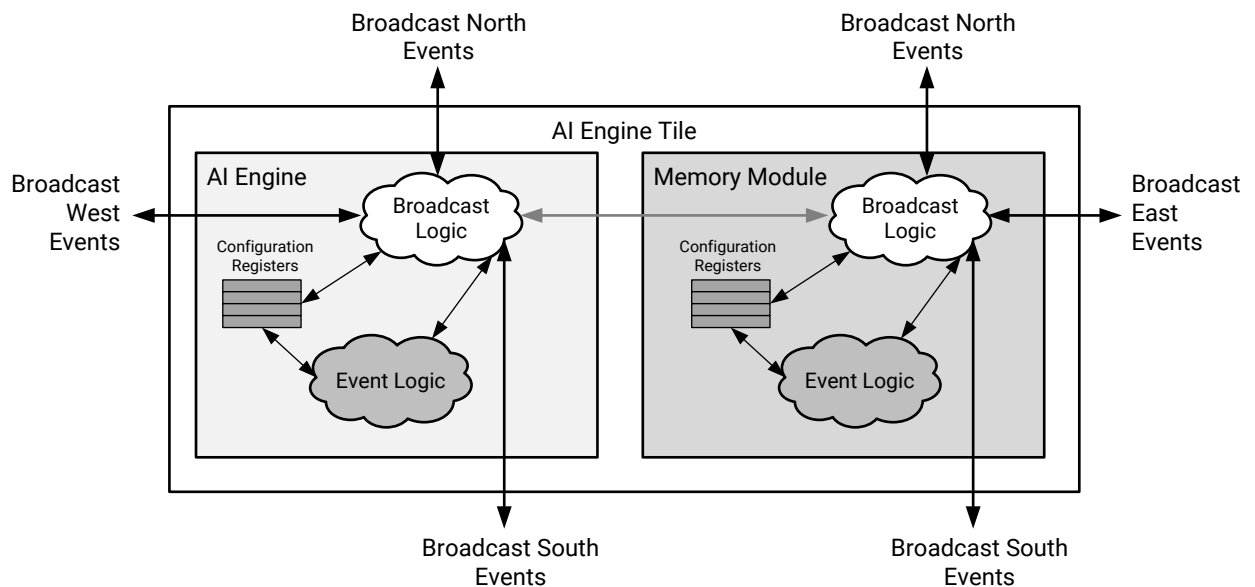 Broadcast North
Events
Broadcast North
Events
AI Engine Tile
AI Engine
Memory Module
Broadcast
West
Events
Broadcast
Logic
Broadcast
Logic
Broadcast
East
Events
Configuration
Registers
Configuration
Registers
Event Logic
Event Logic
Broadcast South
Events
Broadcast South
Events